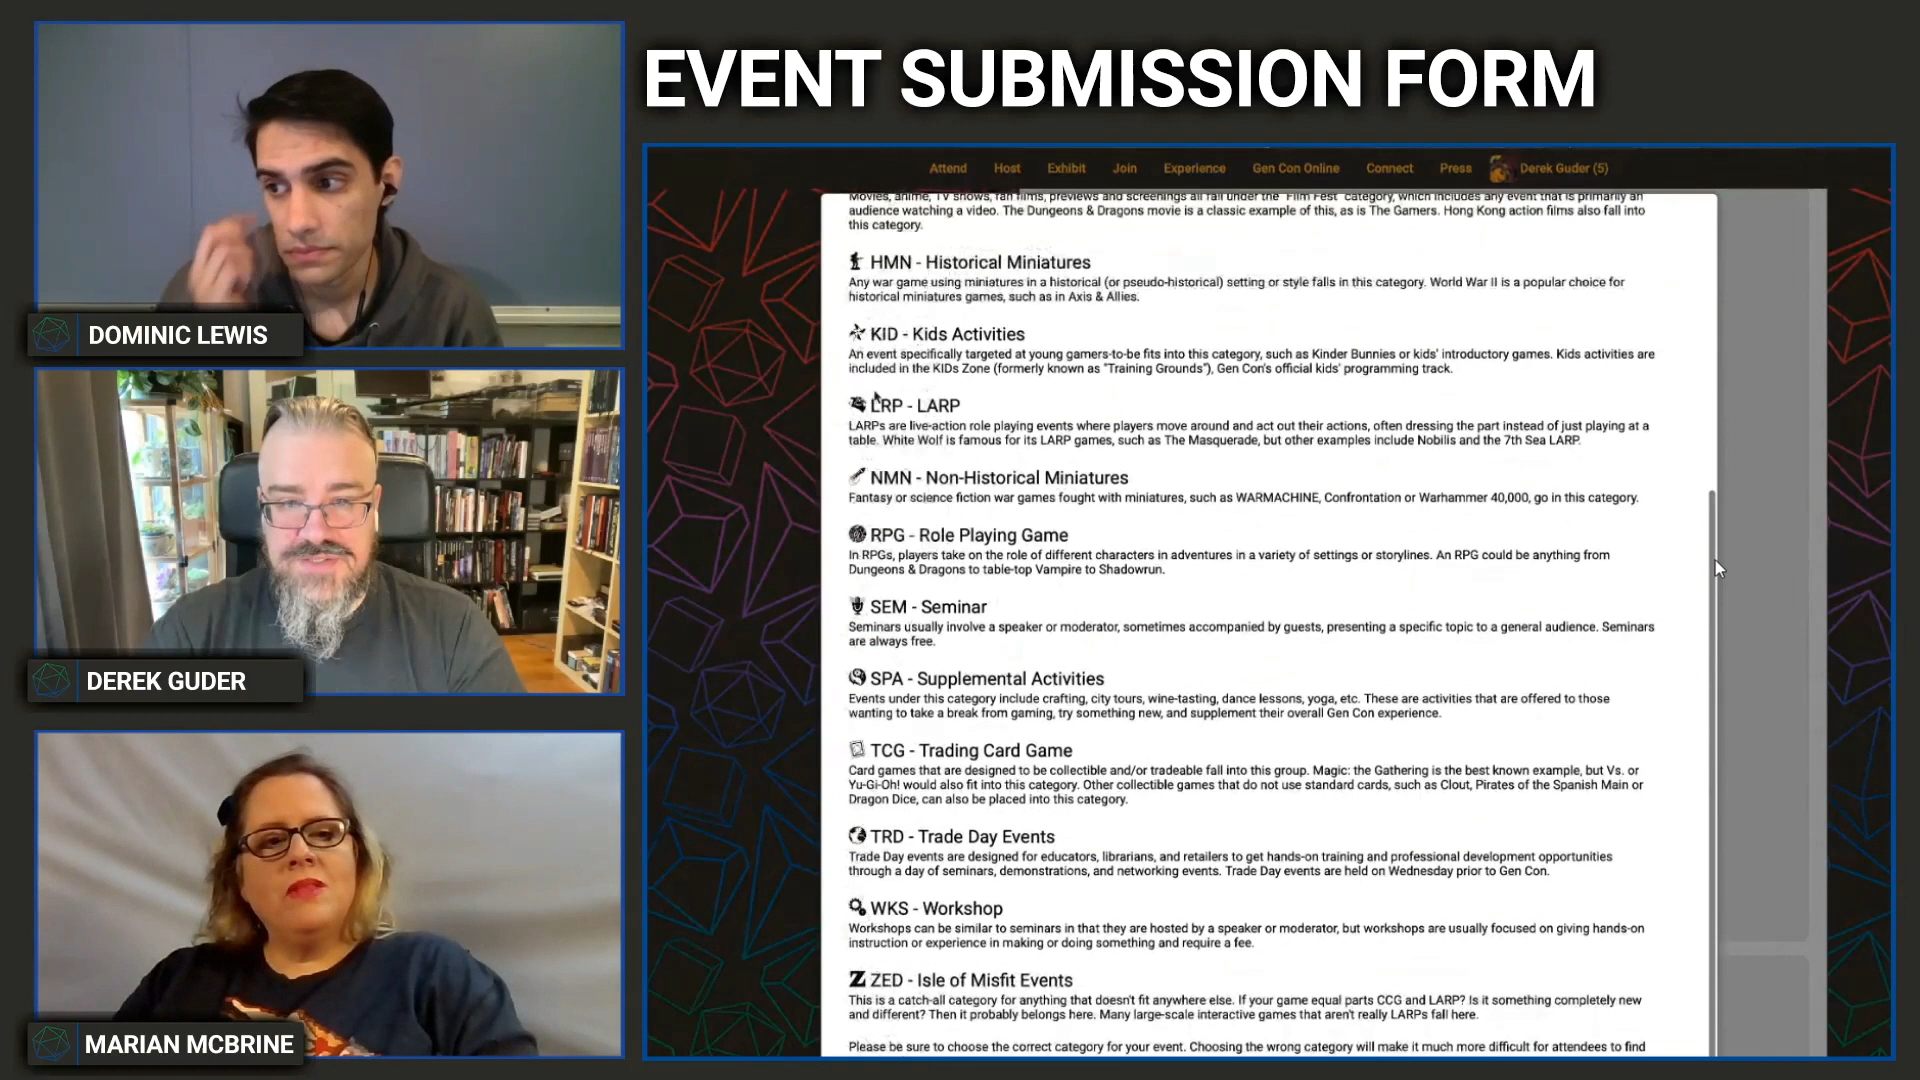 EVENT SUBMISSION FORM
DOMINIC LEWIS
DEREK GUDER
MARIAN MCBRINE
Attend Host Exhibit Join Experience Gen Con Online Connect Press Derek Guder (5)
Movies, anime, TV shows, fan films, previews and screenings all fall under the "Film Fest" category, which includes any event that is primarily an
audience watching a video. The Dungeons & Dragons movie is a classic example of this, as is The Gamers. Hong Kong action films also fall into
this category.
HMN - Historical Miniatures
Any war game using miniatures in a historical (or pseudo-historical) setting or style falls in this category. World War II is a popular choice for
historical miniatures games, such as in Axis & Allies.
KID - Kids Activities
An event specifically targeted at young gamers-to-be fits into this category, such as Kinder Bunnies or kids' introductory games. Kids activities are
included in the KIDs Zone (formerly known as "Training Grounds"), Gen Con's official kids' programming track.
LRP - LARP
LARPs are live-action role playing events where players move around and act out their actions, often dressing the part instead of just playing at a
table. White Wolf is famous for its LARP games, such as The Masquerade, but other examples include Nobilis and the 7th Sea LARP.
NMN - Non-Historical Miniatures
Fantasy or science fiction war games fought with miniatures, such as WARMACHINE, Confrontation or Warhammer 40,000, go in this category.
RPG - Role Playing Game
In RPGs, players take on the role of different characters in adventures in a variety of settings or storylines. An RPG could be anything from
Dungeons & Dragons to table-top Vampire to Shadowrun.
SEM - Seminar
Seminars usually involve a speaker or moderator, sometimes accompanied by guests, presenting a specific topic to a general audience. Seminars
are always free.
SPA - Supplemental Activities
Events under this category include crafting, city tours, wine-tasting, dance lessons, yoga, etc. These are activities that are offered to those
wanting to take a break from gaming, try something new, and supplement their overall Gen Con experience.
TCG - Trading Card Game
Card games that are designed to be collectible and/or tradeable fall into this group. Magic: the Gathering is the best known example, but Vs. or
Yu-Gi-Oh! would also fit into this category. Other collectible games that do not use standard cards, such as Clout, Pirates of the Spanish Main or
Dragon Dice, can also be placed into this category.
TRD - Trade Day Events
Trade Day events are designed for educators, librarians, and retailers to get hands-on training and professional development opportunities
through a day of seminars, demonstrations, and networking events. Trade Day events are held on Wednesday prior to Gen Con.
WKS - Workshop
Workshops can be similar to seminars in that they are hosted by a speaker or moderator, but workshops are usually focused on giving hands-on
instruction or experience in making or doing something and require a fee.
Z ZED - Isle of Misfit Events
This is a catch-all category for anything that doesn't fit anywhere else. If your game equal parts CCG and LARP? Is it something completely new
and different? Then it probably belongs here. Many large-scale interactive games that aren't really LARPs fall here.
Please be sure to choose the correct category for your event. Choosing the wrong category will make it much more difficult for attendees to find